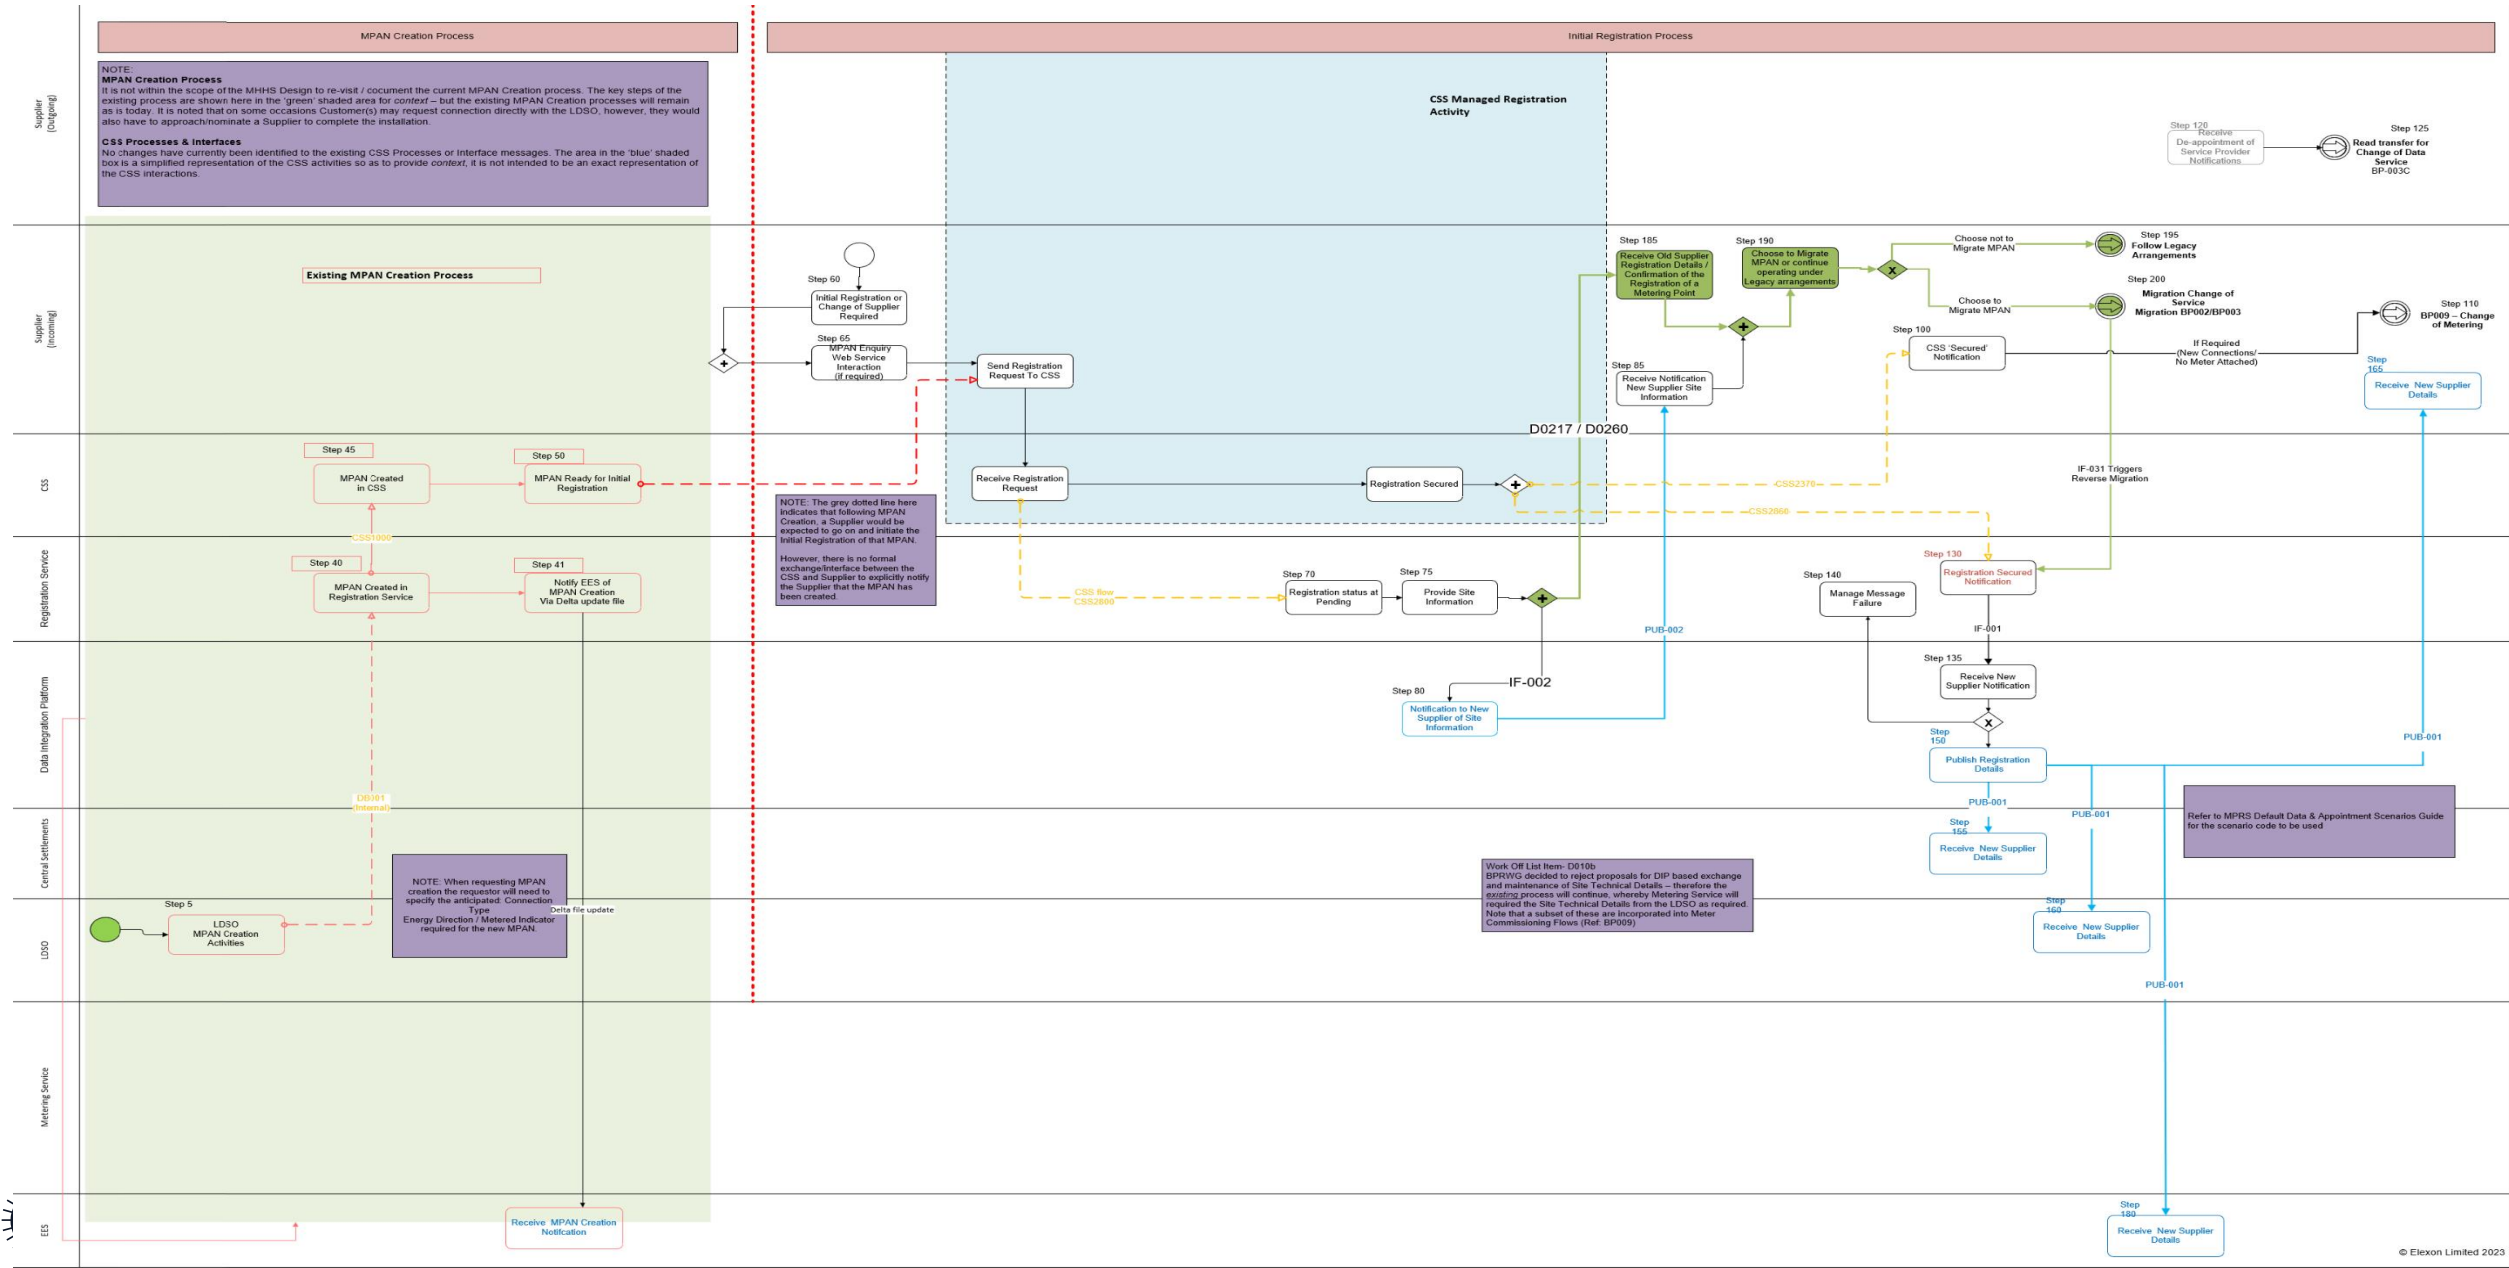 MPAN Creation Process
Initial Registration Process
NOTE:
MPAN Creation Process
It is not within the scope of the MHHS Design to re-visit / document the current MPAN Creation process. The key steps of the
existing process are shown here in the 'green' shaded area for context – but the existing MPAN Creation processes will remain
as is today. It is noted that on some occasions Customer(s) may request connection directly with the LDSO, however, they would
also have to approach/nominate a Supplier to complete the installation.
CSS Processes & Interfaces
No changes have currently been identified to the existing CSS Processes or Interface messages. The area in the 'blue' shaded
box is a simplified representation of the CSS activities so as to provide context, it is not intended to be an exact representation of
the CSS interactions.
Supplier
(Outgoing)
CSS Managed Registration
Activity
Step 120
Receive
De-appointment of
Service Provider
Notifications
Step 125
Read transfer for
Change of Data
Service
BP-003C
Supplier
(Incoming)
Existing MPAN Creation Process
Step 60
Initial Registration or
Change of Supplier
Required
Step 65
MPAN Enquiry
Web Service
Interaction
(if required)
Send Registration
Request To CSS
Step 185
Receive Old Supplier
Registration Details /
Confirmation of the
Registration of a
Metering Point
Step 190
Choose to Migrate
MPAN or continue
operating under
Legacy arrangements
X
Choose not to
Migrate MPAN
Step 195
Follow Legacy
Arrangements
Choose to
Migrate MPAN
Step 200
Migration Change of
Service
Migration BP002/BP003
Step 110
BP009 – Change
of Metering
Step 100
CSS 'Secured'
Notification
If Required
(New Connections/
No Meter Attached)
Step 85
Receive Notification
New Supplier Site
Information
Step
165
Receive New Supplier
Details
D0217 / D0260
CSS
Step 45
MPAN Created
in CSS
Step 50
MPAN Ready for Initial
Registration
Receive Registration
Request
Registration Secured
CSS2370
CSS2860
IF-031 Triggers
Reverse Migration
NOTE: The grey dotted line here
indicates that following MPAN
Creation, a Supplier would be
expected to go on and initiate the
Initial Registration of that MPAN.
However, there is no formal
exchange/interface between the
CSS and Supplier to explicitly notify
the Supplier that the MPAN has
been created.
CSS1000
Registration Service
Step 40
MPAN Created in
Registration Service
Step 41
Notify EES of
MPAN Creation
Via Delta update file
CSS flow
CSS2800
Step 70
Registration status at
Pending
Step 75
Provide Site
Information
Step 140
Manage Message
Failure
Step 130
Registration Secured
Notification
IF-001
PUB-002
Data Integration Platform
IF-002
Step 80
Notification to New
Supplier of Site
Information
Step 135
Receive New
Supplier Notification
X
Step
150
Publish Registration
Details
PUB-001
DB001
(Internal)
PUB-001
PUB-001
Central Settlements
Step
155
Receive New Supplier
Details
Refer to MPRS Default Data & Appointment Scenarios Guide
for the scenario code to be used
NOTE: When requesting MPAN
creation the requestor will need to
specify the anticipated: Connection
Type
Energy Direction / Metered Indicator
required for the new MPAN.
Work Off List Item- D010b
BPRWG decided to reject proposals for DIP based exchange
and maintenance of Site Technical Details – therefore the
existing process will continue, whereby Metering Service will
required the Site Technical Details from the LDSO as required.
Note that a subset of these are incorporated into Meter
Commissioning Flows (Ref: BP009)
LDSO
Step 5
LDSO
MPAN Creation
Activities
Delta file update
Step
160
Receive New Supplier
Details
PUB-001
Metering Service
EES
Receive MPAN Creation
Notifcation
Step
180
Receive New Supplier
Details
© Elexon Limited 2023